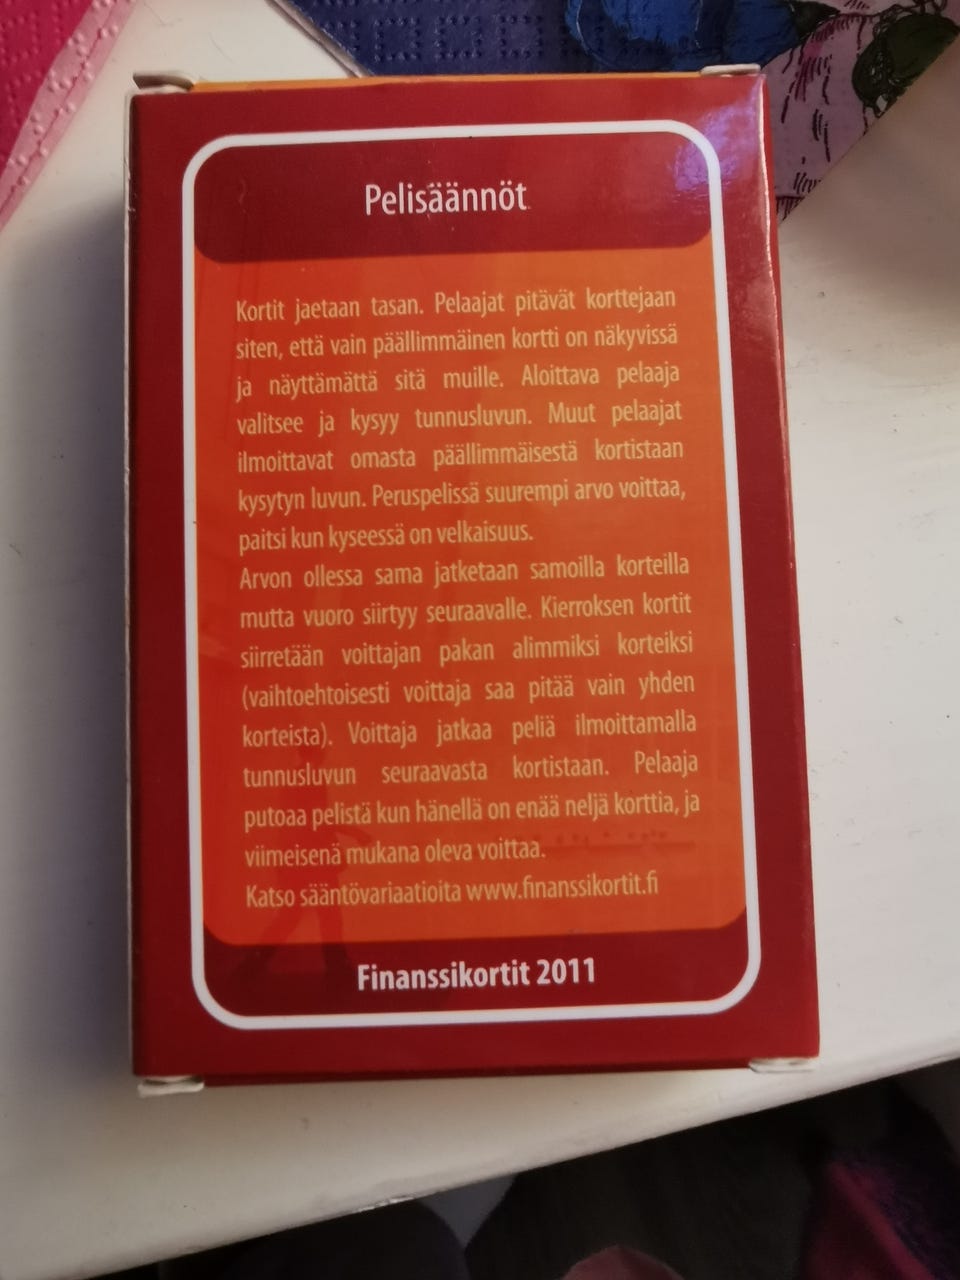 Pelisäännöt
Kortit jaetaan tasan. Pelaajat pitävät korttejaan
siten, että vain päällimmäinen kortti on näkyvissä
ja näyttämättä sitä muille. Aloittava pelaaja
valitsee ja kysyy tunnusluvun. Muut pelaajat
ilmoittavat omasta päällimmäisestä kortistaan
kysytyn luvun. Peruspelissä suurempi arvo voittaa,
paitsi kun kyseessä on velkaisuus.
Arvon ollessa sama jatketaan samoilla korteilla
mutta vuoro siirtyy seuraavalle. Kierroksen kortit
siirretään voittajan pakan alimmiksi korteiksi
(vaihtoehtoisesti voittaja saa pitää vain yhden
korteista). Voittaja jatkaa peliä ilmoittamalla
tunnusluvun seuraavasta kortistaan. Pelaaja
putoaa pelistä kun hänellä on enää neljä korttia, ja
viimeisenä mukana oleva voittaa.
Katso sääntövariaatioita www.finanssikortit.fi
Finanssikortit 2011